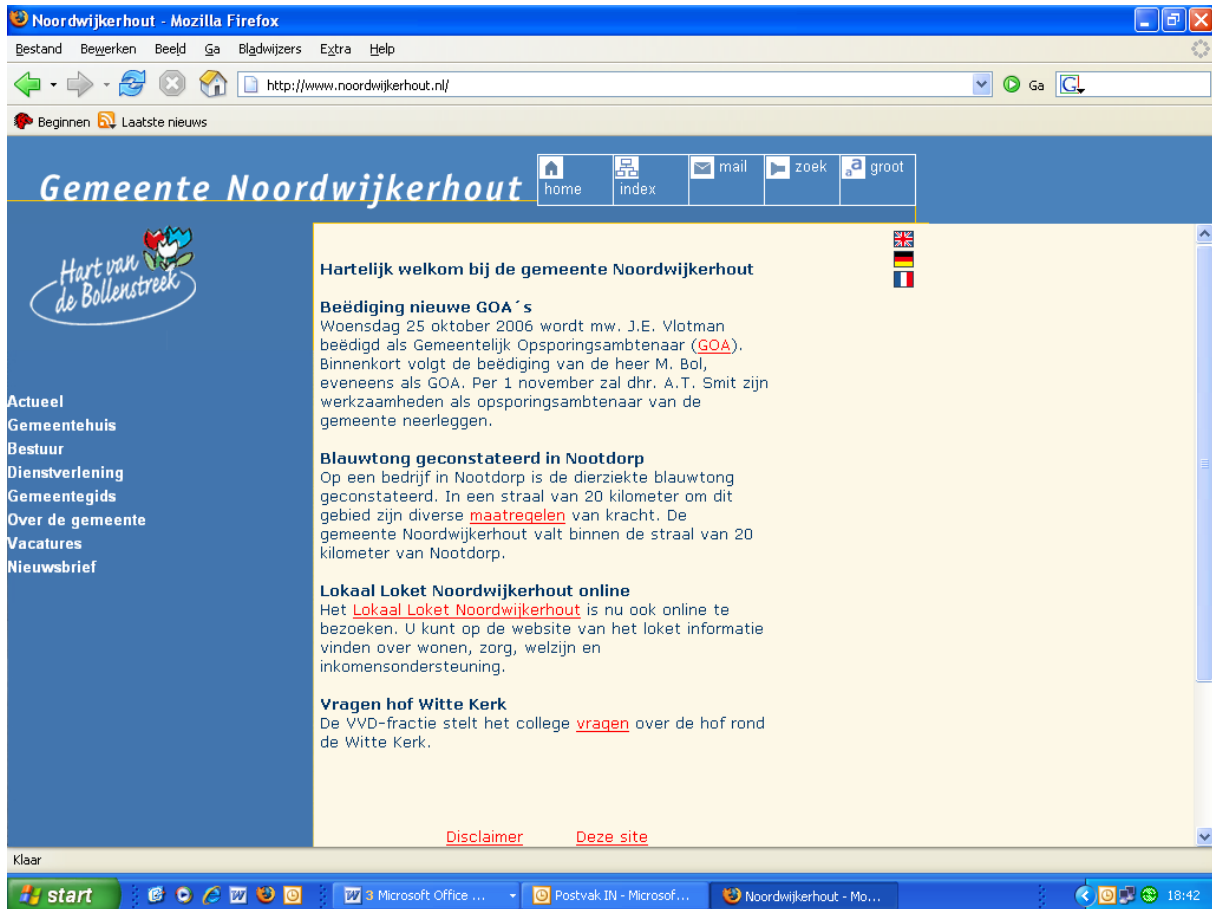 Noordwijkerhout - Mozilla Firefox
Bestand Bewerken Beeld Ga Bladwijzers Extra Help
http://www.noordwijkerhout.nl/ Ga G
Beginnen Laatste nieuws
Gemeente Noordwijkerhout
home index mail zoek aa groot
Hart van
de Bollenstreek
Actueel
Gemeentehuis
Bestuur
Dienstverlening
Gemeentegids
Over de gemeente
Vacatures
Nieuwsbrief
Hartelijk welkom bij de gemeente Noordwijkerhout
Beëdiging nieuwe GOA´s
Woensdag 25 oktober 2006 wordt mw. J.E. Vlotman
beëdigd als Gemeentelijk Opsporingsambtenaar (GOA).
Binnenkort volgt de beëdiging van de heer M. Bol,
eveneens als GOA. Per 1 november zal dhr. A.T. Smit zijn
werkzaamheden als opsporingsambtenaar van de
gemeente neerleggen.
Blauwtong geconstateerd in Nootdorp
Op een bedrijf in Nootdorp is de dierziekte blauwtong
geconstateerd. In een straal van 20 kilometer om dit
gebied zijn diverse maatregelen van kracht. De
gemeente Noordwijkerhout valt binnen de straal van 20
kilometer van Nootdorp.
Lokaal Loket Noordwijkerhout online
Het Lokaal Loket Noordwijkerhout is nu ook online te
bezoeken. U kunt op de website van het loket informatie
vinden over wonen, zorg, welzijn en
inkomensondersteuning.
Vragen hof Witte Kerk
De VVD-fractie stelt het college vragen over de hof rond
de Witte Kerk.
Disclaimer Deze site
Klaar
start 3 Microsoft Office ... Postvak IN - Microsof... Noordwijkerhout - Mo... 18:42